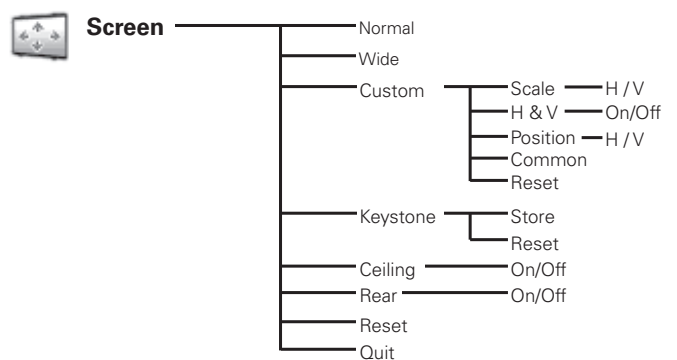 Screen Normal
Wide
Custom Scale H / V
H & V On/Off
Position H / V
Common
Reset
Keystone Store
Reset
Ceiling On/Off
Rear On/Off
Reset
Quit